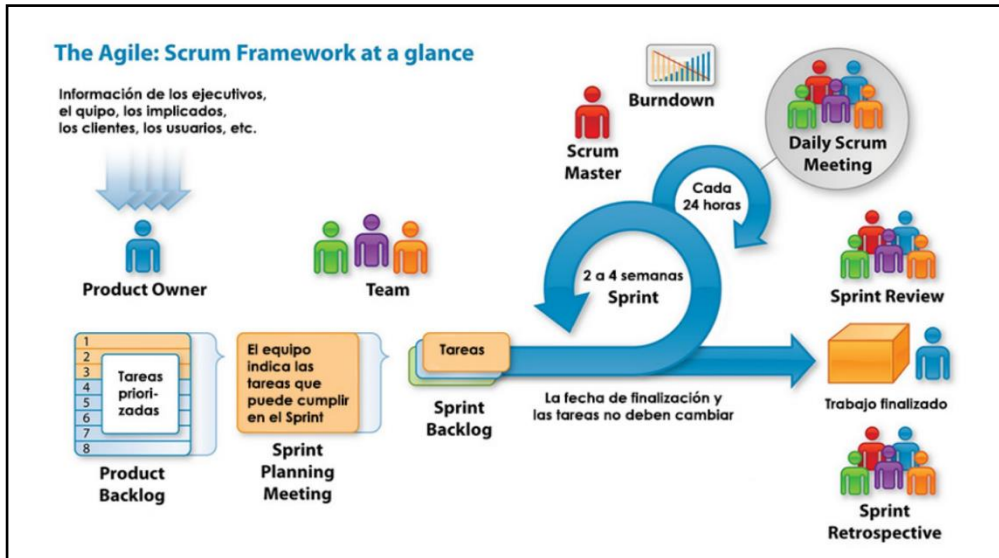 The Agile: Scrum Framework at a glance
Información de los ejecutivos,
el quipo, los implicados,
los clientes, los usuarios, etc.
Product Owner
Team
Scrum
Master
Burndown
Daily Scrum
Meeting
Cada
24 horas
2 a 4 semanas
Sprint
Sprint Review
1
2
3
4
5
6
7
8
Tareas
priori-
zadas
Product
Backlog
El equipo
indica las
tareas que
puede cumplir
en el Sprint
Sprint
Planning
Meeting
Tareas
Sprint
Backlog
La fecha de finalización y
las tareas no deben cambiar
Trabajo finalizado
Sprint
Retrospective